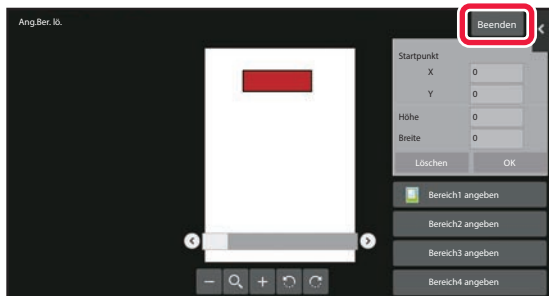 Ang.Ber. lö.
Beenden
Startpunkt
X 0
Y 0
Höhe 0
Breite 0
Löschen OK
Bereich1 angeben
Bereich2 angeben
Bereich3 angeben
Bereich4 angeben